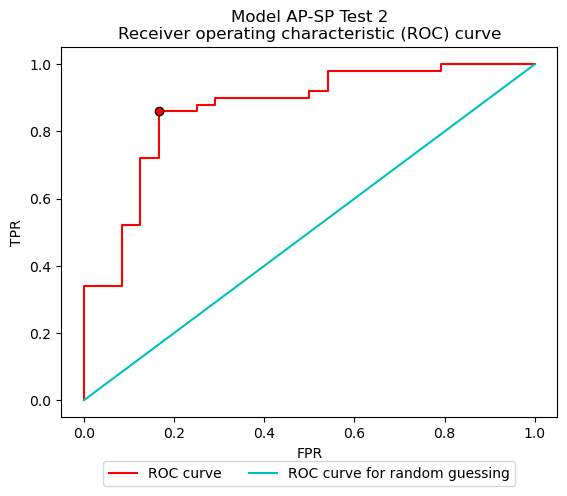 Model AP-SP Test 2
Receiver operating characteristic (ROC) curve
1.0
0.8
0.6
0.4
0.2
0.0
TPR
0.0 0.2 0.4 0.6 0.8 1.0
FPR
ROC curve ROC curve for random guessing